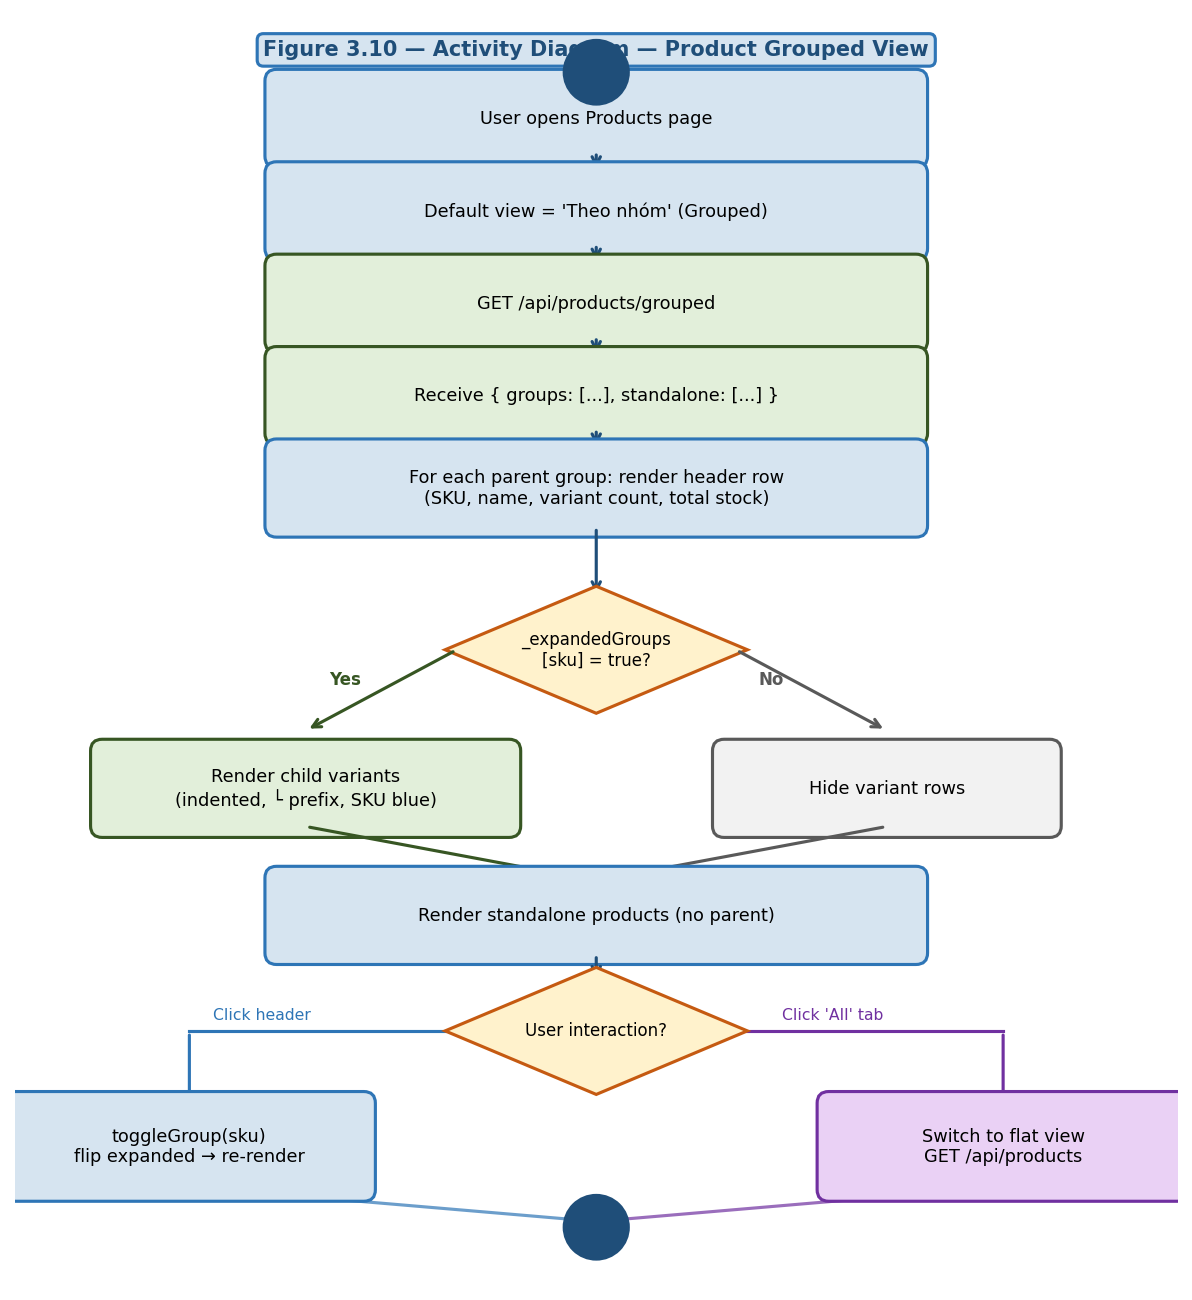 Figure 3.10 — Activity Diagram — Product Grouped View
User opens Products page
Default view = 'Theo nhóm' (Grouped)
GET /api/products/grouped
Receive { groups: [...], standalone: [...] }
For each parent group: render header row
(SKU, name, variant count, total stock)
_expandedGroups
[sku] = true?
Yes
No
Render child variants
(indented, └ prefix, SKU blue)
Hide variant rows
Render standalone products (no parent)
Click header
User interaction?
Click 'All' tab
toggleGroup(sku)
flip expanded → re-render
Switch to flat view
GET /api/products